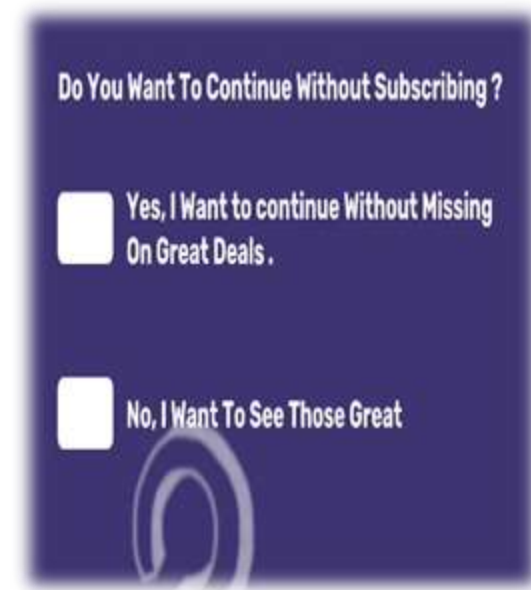 Do You Want To Continue Without Subscribing ?
Yes, I Want to continue Without Missing
On Great Deals .
No, I Want To See Those Great